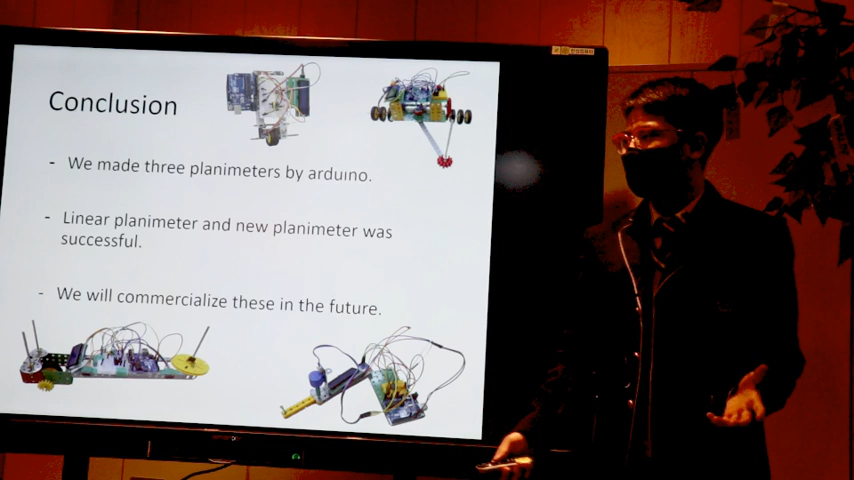 Conclusion
- We made three planimeters by arduino.
- Linear planimeter and new planimeter was
successful.
- We will commercialize these in the future.